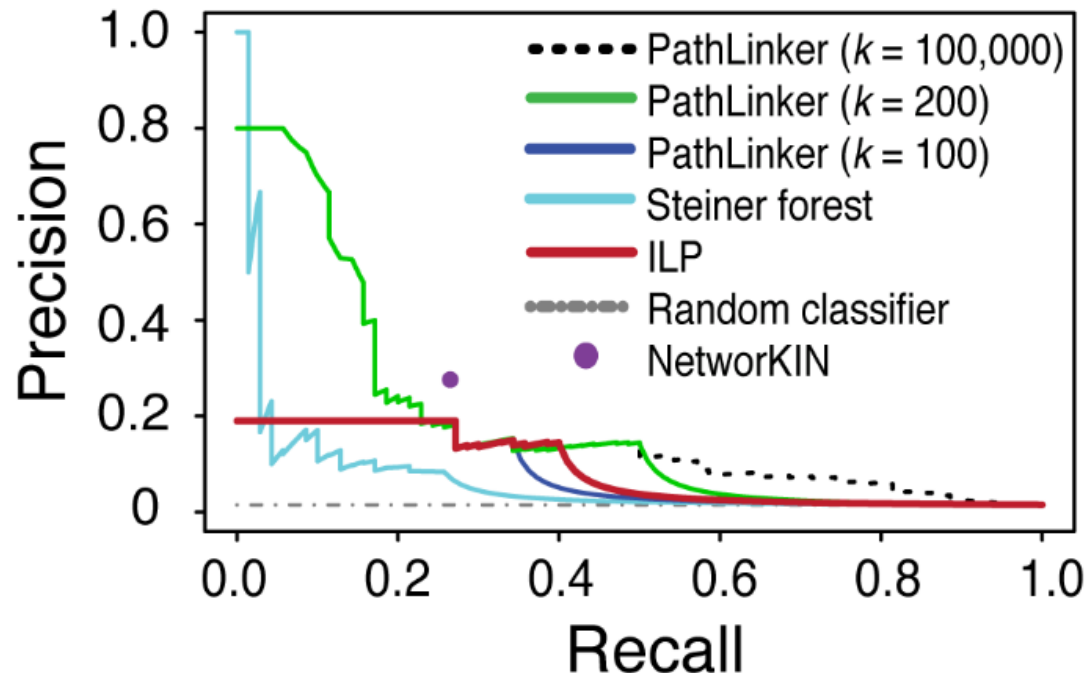 Precision
1.0
0.8
0.6
0.4
0.2
0
PathLinker (k = 100,000)
PathLinker (k = 200)
PathLinker (k = 100)
Steiner forest
ILP
Random classifier
NetworKIN
0.0 0.2 0.4 0.6 0.8 1.0
Recall